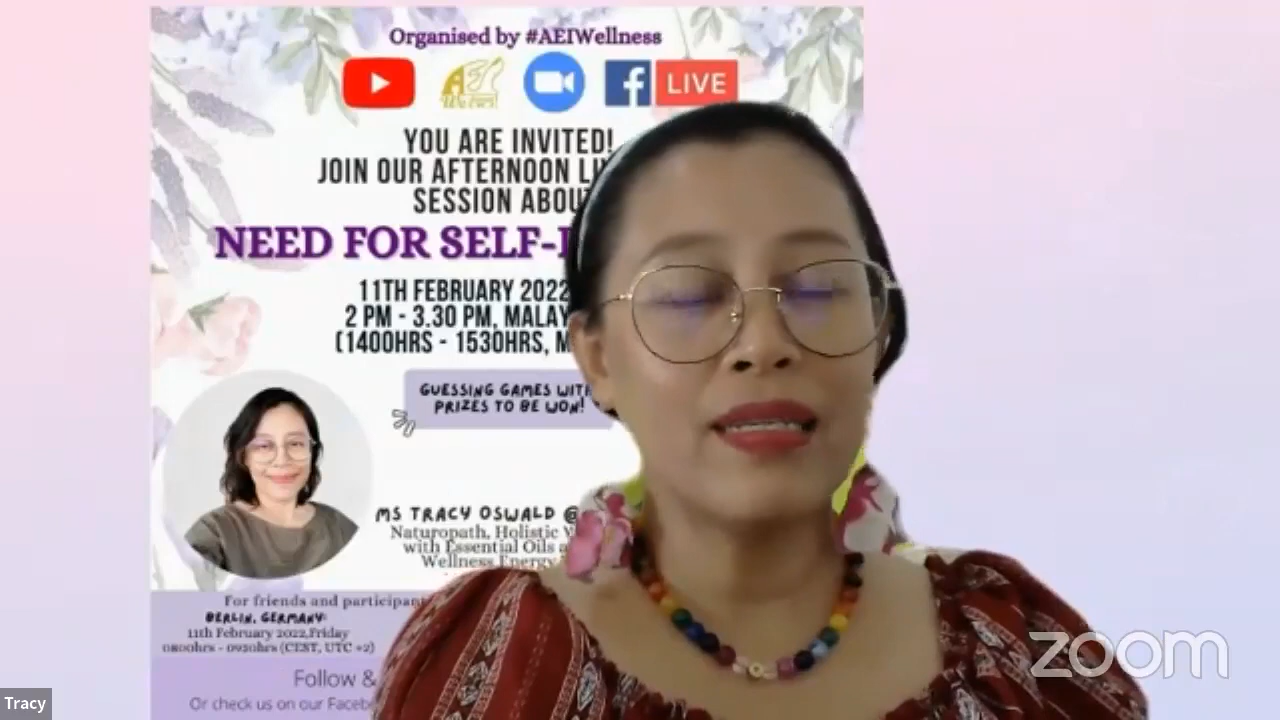 Organised by #AEIWellness
LIVE
YOU ARE INVITED!
JOIN OUR AFTERNOON
SESSION ABOUT
NEED FOR SELF-
11TH FEBRUARY 2022
2 PM - 3.30 PM, MALAY
(1400HRS - 1530HRS, M
GUESSING GAMES WITH
PRIZES TO BE WON!
MS TRACY OSWALD @
Naturopath, Holistic
with Essential Oils
Wellness Energy
For friends and participant
BERLIN, GERMANY:
11th February 2022,Friday
0800hrs - 0930hrs (CEST, UTC +2)
Follow &
Or check us on our Faceb
zoom
Tracy